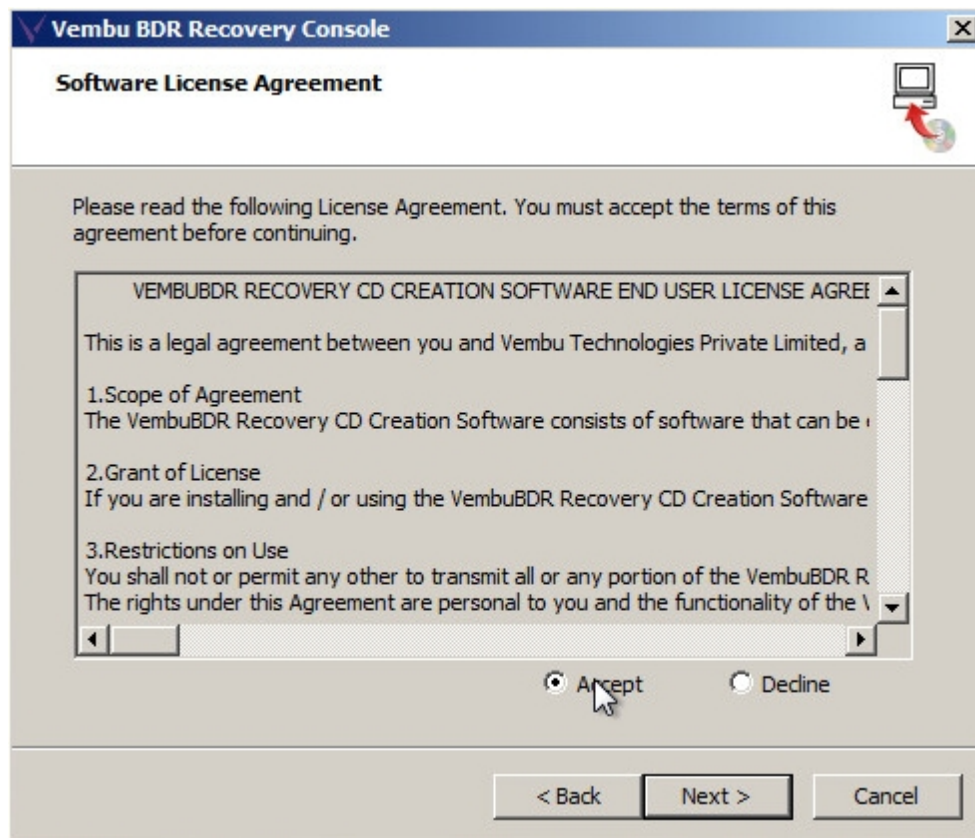 Vembu BDR Recovery Console
Software License Agreement
Please read the following License Agreement. You must accept the terms of this
agreement before continuing.
VEMBUBDR RECOVERY CD CREATION SOFTWARE END USER LICENSE AGREE
This is a legal agreement between you and Vembu Technologies Private Limited, a
1.Scope of Agreement
The VembuBDR Recovery CD Creation Software consists of software that can be
2.Grant of License
If you are installing and / or using the VembuBDR Recovery CD Creation Software
3.Restrictions on Use
You shall not or permit any other to transmit all or any portion of the VembuBDR R
The rights under this Agreement are personal to you and the functionality of the
Accept Decline
< Back Next > Cancel